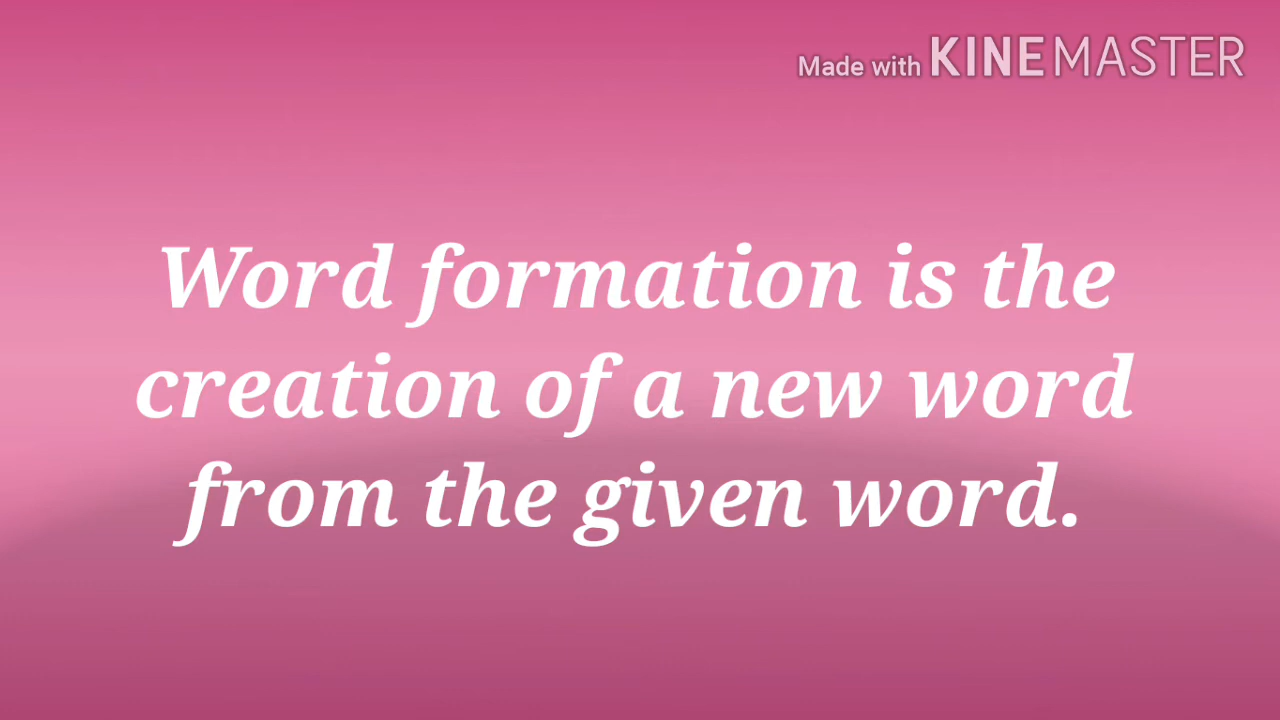 Made with KINEMASTER
Word formation is the
creation of a new word
from the given word.